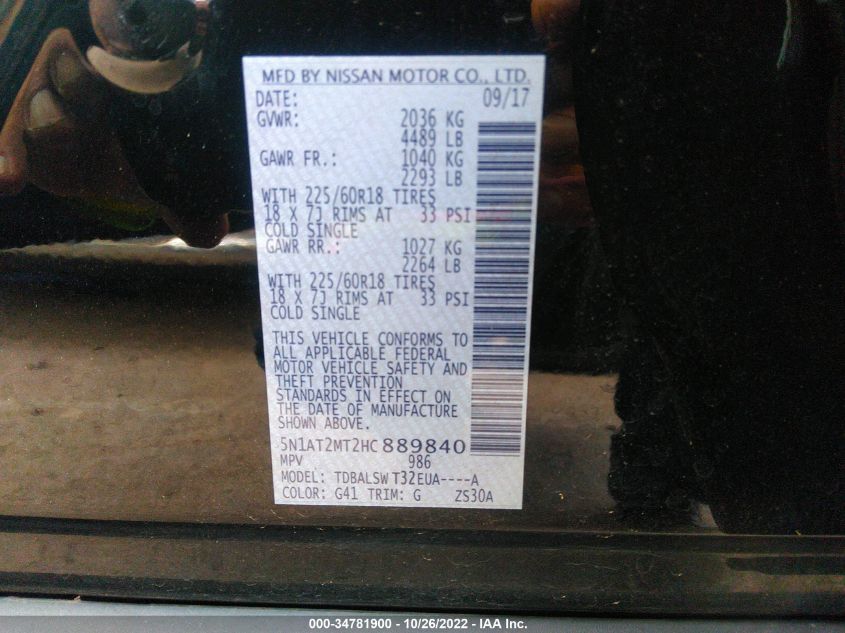 MFD BY NISSAN MOTOR CO., LTD.
DATE: 09/17
GVWR: 2036 KG
4489 LB
GAWR FR.: 1040 KG
2293 LB
WITH 225/60R18 TIRES
18 X 7J RIMS AT 33 PSI
COLD SINGLE
GAWR RR.: 1027 KG
2264 LB
WITH 225/60R18 TIRES
18 X 7J RIMS AT 33 PSI
COLD SINGLE
THIS VEHICLE CONFORMS TO
ALL APPLICABLE FEDERAL
MOTOR VEHICLE SAFETY AND
THEFT PREVENTION
STANDARDS IN EFFECT ON
THE DATE OF MANUFACTURE
SHOWN ABOVE.
5N1AT2MT2HC889840
MPV 986
MODEL: TDBALSW T32EUA----A
COLOR: G41 TRIM: G ZS30A
000-34781900 - 10/26/2022 - IAA Inc.